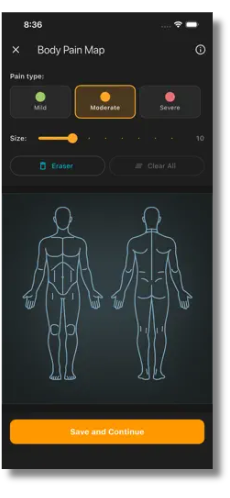 8:36
Body Pain Map
Pain type:
Mild
Moderate
Severe
Size:
10
Eraser
Clear All
Save and Continue